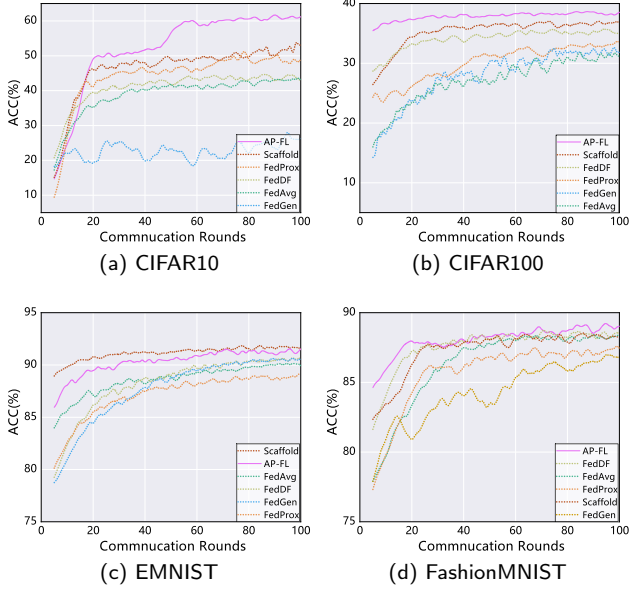 60
50
40
30
20
10
ACC(%)
AP-FL
Scaffold
FedProx
FedDF
FedAvg
FedGen
0 20 40 60 80 100
Commnucation Rounds
(a) CIFAR10
40
30
20
10
ACC(%)
AP-FL
Scaffold
FedDF
FedProx
FedGen
FedAvg
0 20 40 60 80 100
Commnucation Rounds
(b) CIFAR100
95
90
85
80
75
ACC(%)
Scaffold
AP-FL
FedAvg
FedDF
FedGen
FedProx
0 20 40 60 80 100
Commnucation Rounds
(c) EMNIST
90
85
80
75
ACC(%)
AP-FL
FedDF
FedAvg
FedProx
Scaffold
FedGen
0 20 40 60 80 100
Commnucation Rounds
(d) FashionMNIST